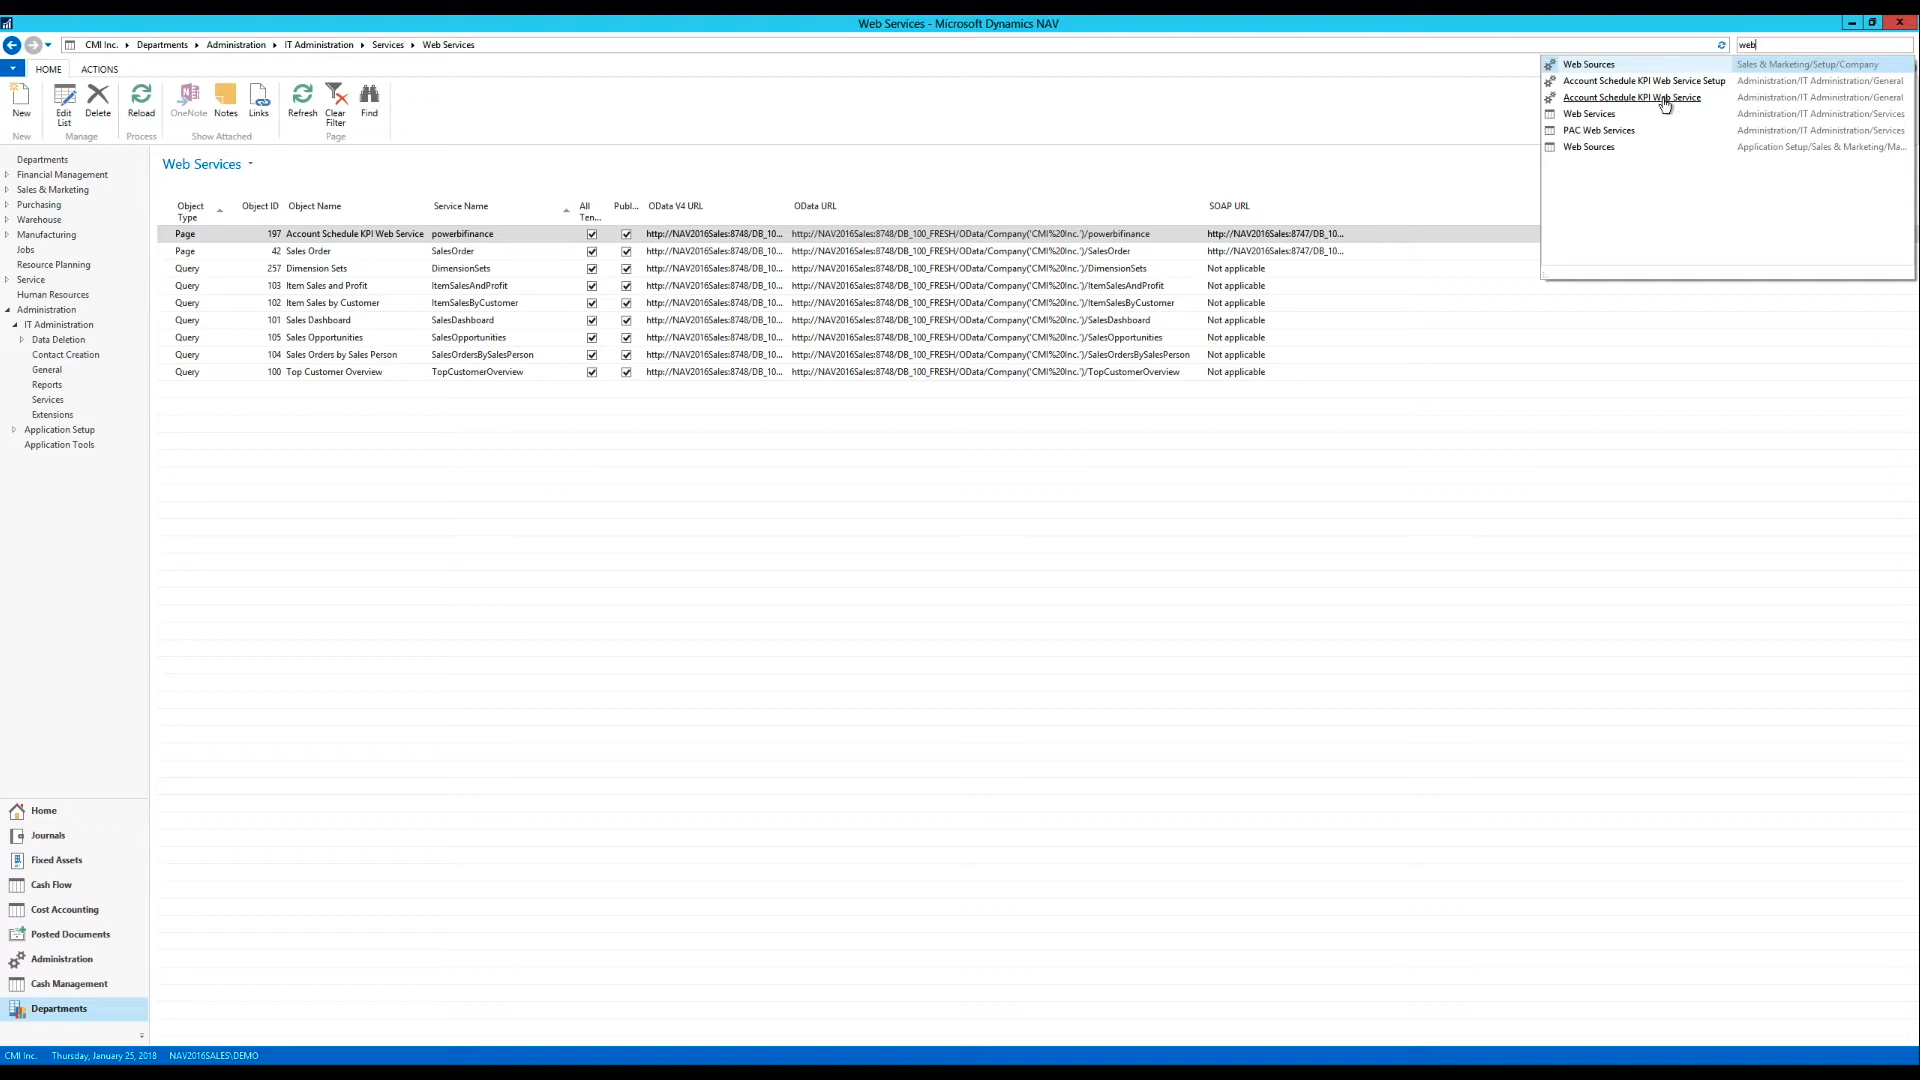 Web Services - Microsoft Dynamics NAV
CMI Inc. Departments Administration IT Administration Services Web Services
web
HOME ACTIONS
New Edit List Delete Reload OneNote Notes Links Refresh Clear Filter Find
New Manage Process Show Attached Page
Web Sources Sales & Marketing/Setup/Company
Account Schedule KPI Web Service Setup Administration/IT Administration/General
Account Schedule KPI Web Service Administration/IT Administration/General
Web Services Administration/IT Administration/Services
PAC Web Services Administration/IT Administration/Services
Web Sources Application Setup/Sales & Marketing/Ma...
Departments
Financial Management
Sales & Marketing
Purchasing
Warehouse
Manufacturing
Jobs
Resource Planning
Service
Human Resources
Administration
IT Administration
Data Deletion
Contact Creation
General
Reports
Services
Extensions
Application Setup
Application Tools
Home
Journals
Fixed Assets
Cash Flow
Cost Accounting
Posted Documents
Administration
Cash Management
Departments
Web Services
Object Type Object ID Object Name Service Name All Ten... Publ... OData V4 URL OData URL SOAP URL
Page 197 Account Schedule KPI Web Service powerbifinance http://NAV2016Sales:8748/DB_10... http://NAV2016Sales:8748/DB_100_FRESH/OData/Company('CMI%20Inc.')/powerbifinance http://NAV2016Sales:8747/DB_10...
Page 42 Sales Order SalesOrder http://NAV2016Sales:8748/DB_10... http://NAV2016Sales:8748/DB_100_FRESH/OData/Company('CMI%20Inc.')/SalesOrder http://NAV2016Sales:8747/DB_10...
Query 257 Dimension Sets DimensionSets http://NAV2016Sales:8748/DB_10... http://NAV2016Sales:8748/DB_100_FRESH/OData/Company('CMI%20Inc.')/DimensionSets Not applicable
Query 103 Item Sales and Profit ItemSalesAndProfit http://NAV2016Sales:8748/DB_10... http://NAV2016Sales:8748/DB_100_FRESH/OData/Company('CMI%20Inc.')/ItemSalesAndProfit Not applicable
Query 102 Item Sales by Customer ItemSalesByCustomer http://NAV2016Sales:8748/DB_10... http://NAV2016Sales:8748/DB_100_FRESH/OData/Company('CMI%20Inc.')/ItemSalesByCustomer Not applicable
Query 101 Sales Dashboard SalesDashboard http://NAV2016Sales:8748/DB_10... http://NAV2016Sales:8748/DB_100_FRESH/OData/Company('CMI%20Inc.')/SalesDashboard Not applicable
Query 105 Sales Opportunities SalesOpportunities http://NAV2016Sales:8748/DB_10... http://NAV2016Sales:8748/DB_100_FRESH/OData/Company('CMI%20Inc.')/SalesOpportunities Not applicable
Query 104 Sales Orders by Sales Person SalesOrdersBySalesPerson http://NAV2016Sales:8748/DB_10... http://NAV2016Sales:8748/DB_100_FRESH/OData/Company('CMI%20Inc.')/SalesOrdersBySalesPerson Not applicable
Query 100 Top Customer Overview TopCustomerOverview http://NAV2016Sales:8748/DB_10... http://NAV2016Sales:8748/DB_100_FRESH/OData/Company('CMI%20Inc.')/TopCustomerOverview Not applicable
CMI Inc. Thursday, January 25, 2018 NAV2016SALES\DEMO